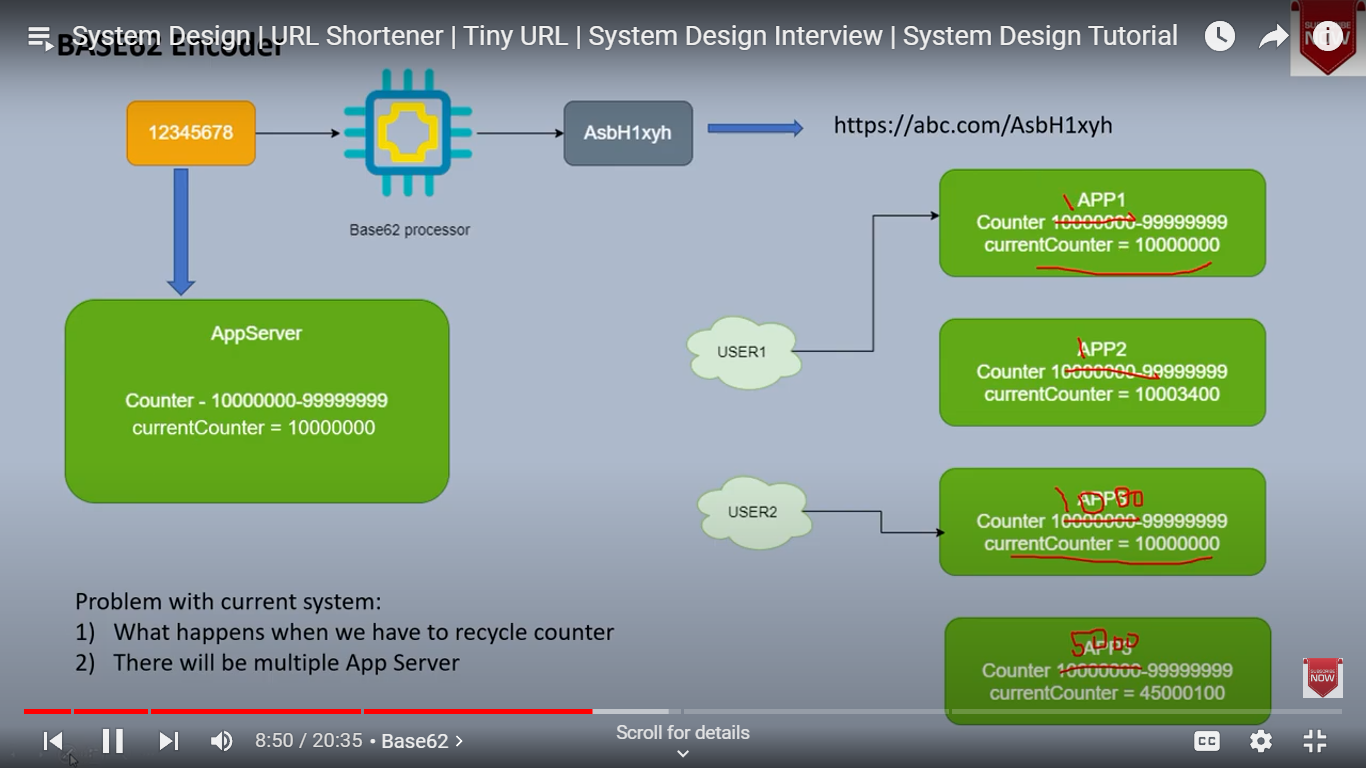 System Design | URL Shortener | Tiny URL | System Design Interview | System Design Tutorial
BASE62 Encoder
12345678
AsbH1xyh
https://abc.com/AsbH1xyh
Base62 processor
APP1
Counter 10000000-99999999
currentCounter = 10000000
AppServer
Counter - 10000000-99999999
currentCounter = 10000000
USER1
APP2
Counter 10000000-99999999
currentCounter = 10003400
USER2
Counter 10000000-99999999
currentCounter = 10000000
Problem with current system:
1) What happens when we have to recycle counter
2) There will be multiple App Server
Counter 10000000-99999999
currentCounter = 45000100
SUBSCRIBE
NOW
8:50 / 20:35 • Base62
Scroll for details
CC